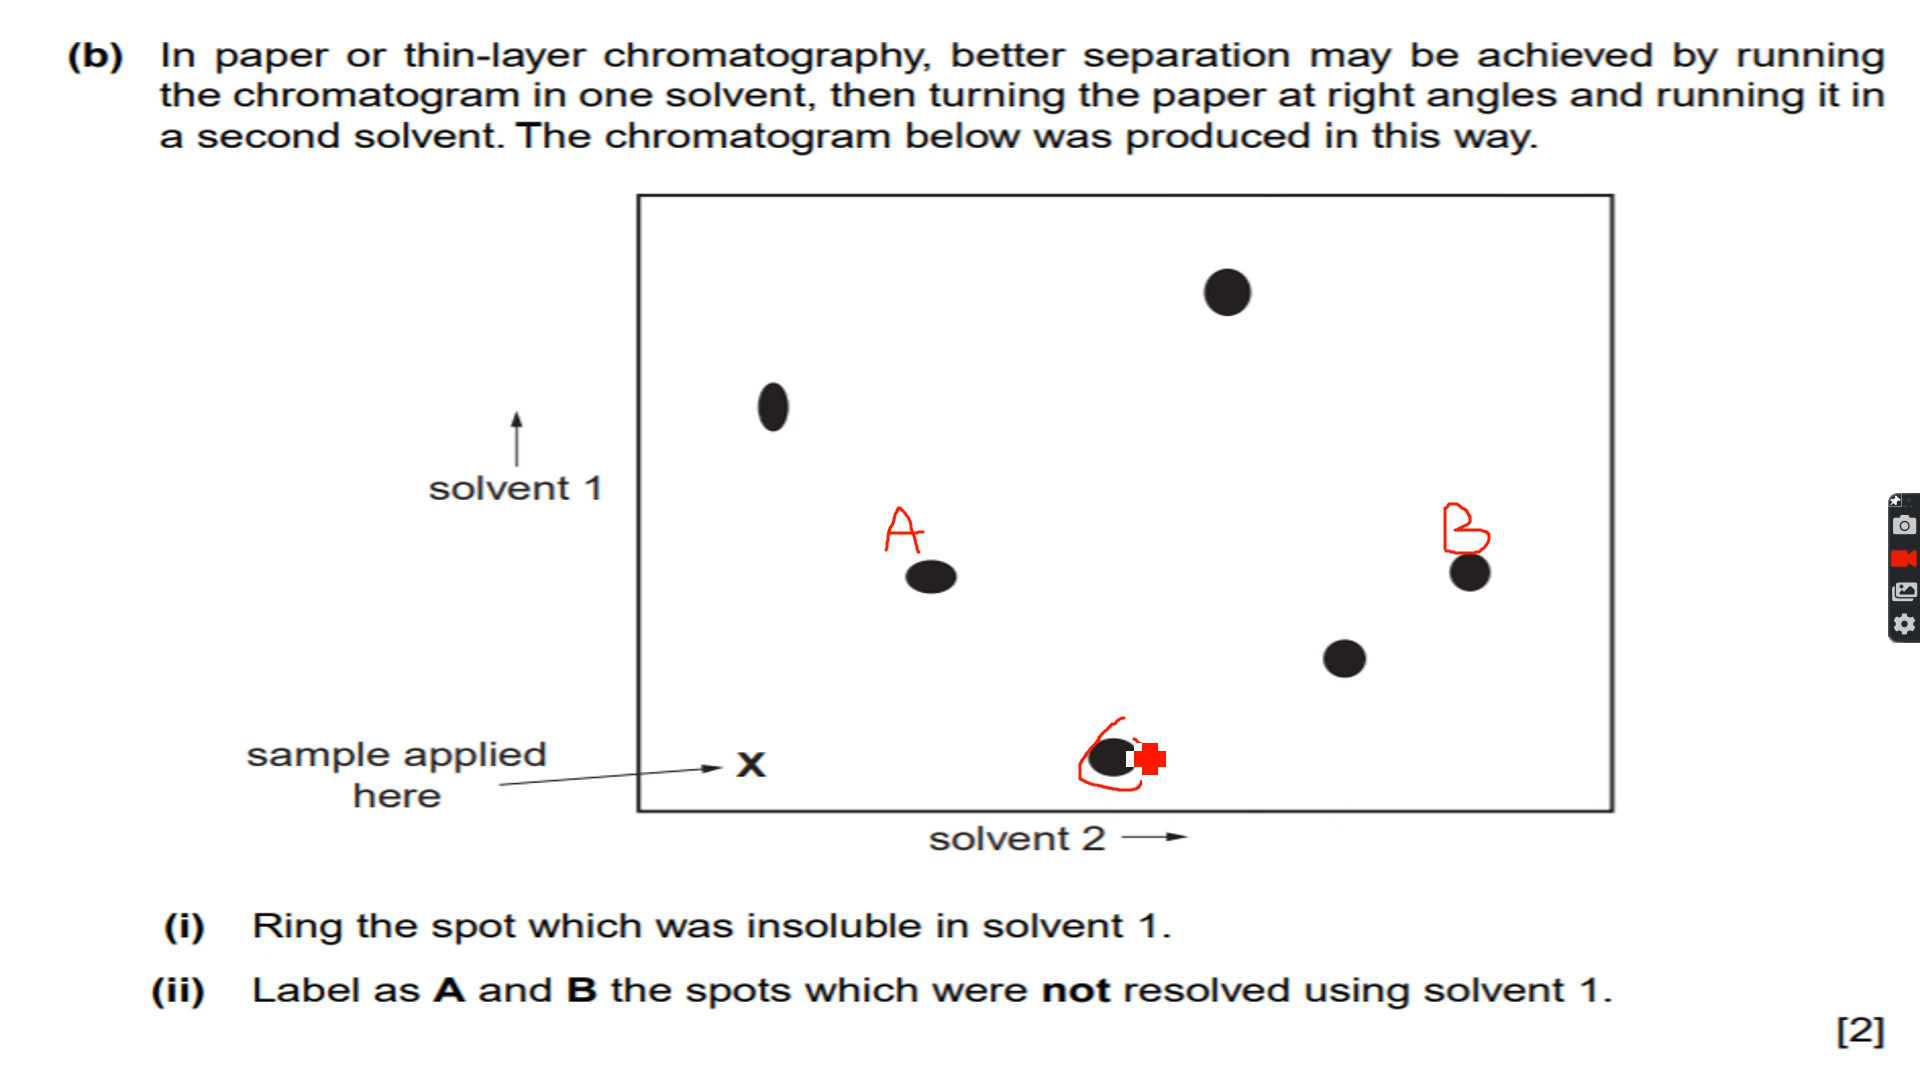 (b) In paper or thin-layer chromatography, better separation may be achieved by running
the chromatogram in one solvent, then turning the paper at right angles and running it in
a second solvent. The chromatogram below was produced in this way.
solvent 1
A
B
sample applied
here
X
solvent 2
(i) Ring the spot which was insoluble in solvent 1.
(ii) Label as A and B the spots which were not resolved using solvent 1.
[2]